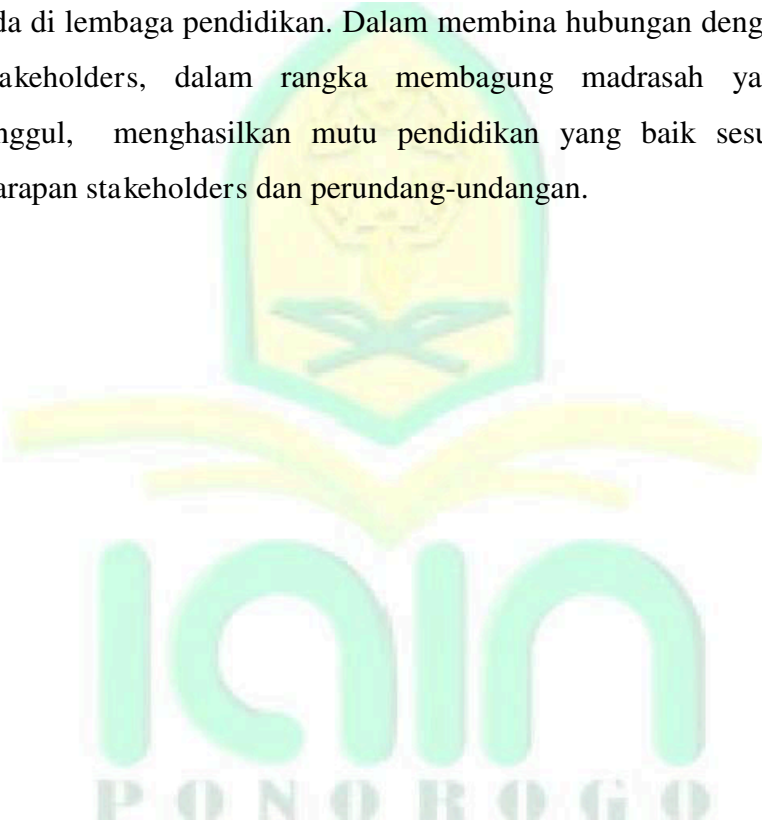 da di lembaga pendidikan. Dalam membina hubungan deng
akeholders, dalam rangka membagung madrasah ya
nggul, menghasilkan mutu pendidikan yang baik sesu
arapan stakeholders dan perundang-undangan.
IAIN
PONOROGO